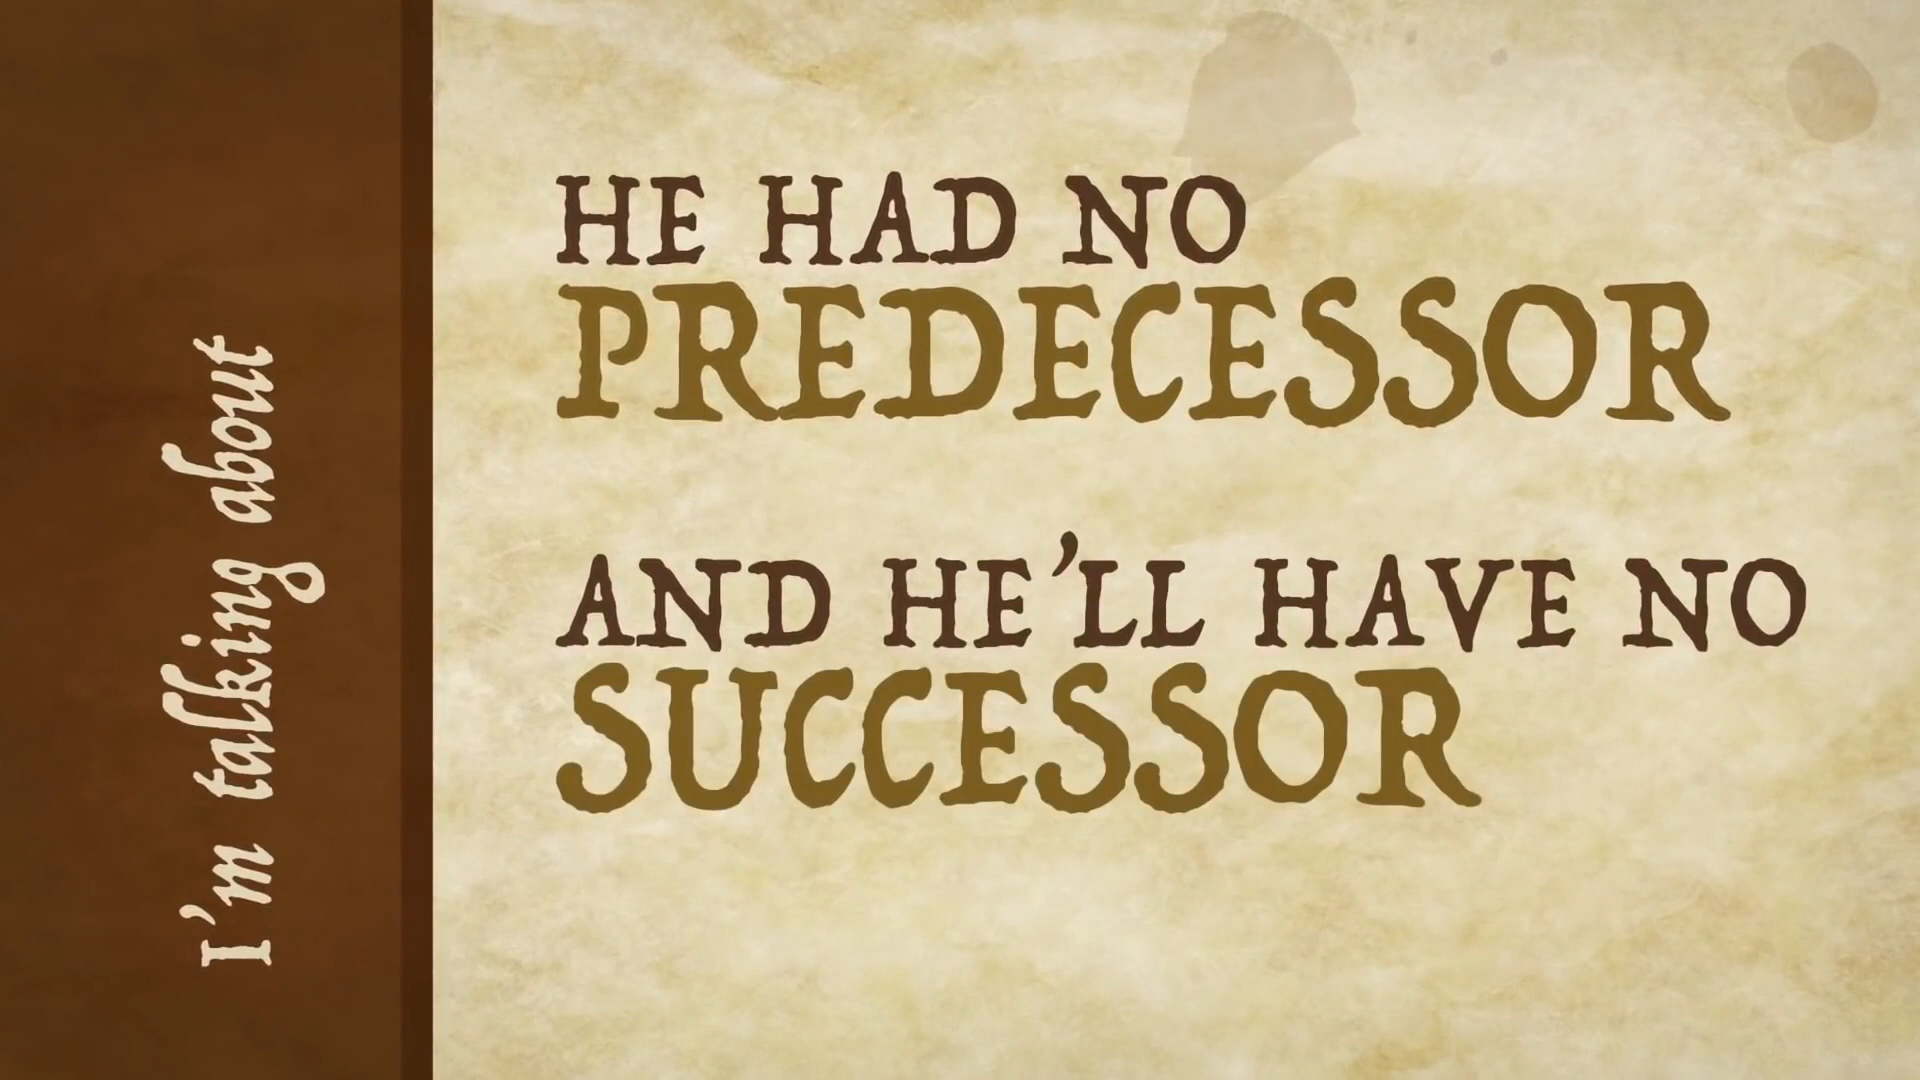 I'm talking about
HE HAD NO
PREDECESSOR
AND HE'LL HAVE NO
SUCCESSOR